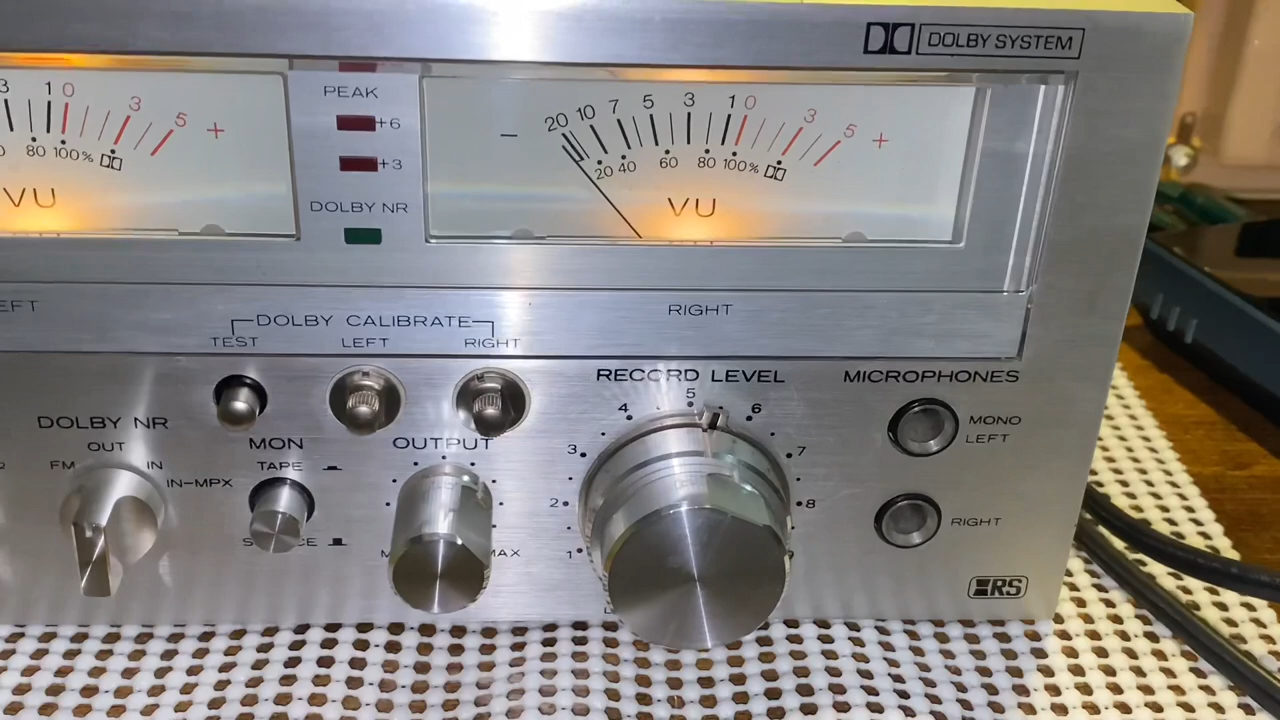 DOLBY SYSTEM
3 1 0 3 5 +
80 100%
VU
PEAK
+6
+3
DOLBY NR
- 20 10 7 5 3 1 0 3 5 +
20 40 60 80 100%
VU
EFT
RIGHT
DOLBY CALIBRATE
TEST LEFT RIGHT
DOLBY NR
OUT
FM IN
IN-MPX
MON
TAPE
OUTPUT
MAX
RECORD LEVEL
1 2 3 4 5 6 7 8
MICROPHONES
MONO
LEFT
RIGHT
RS